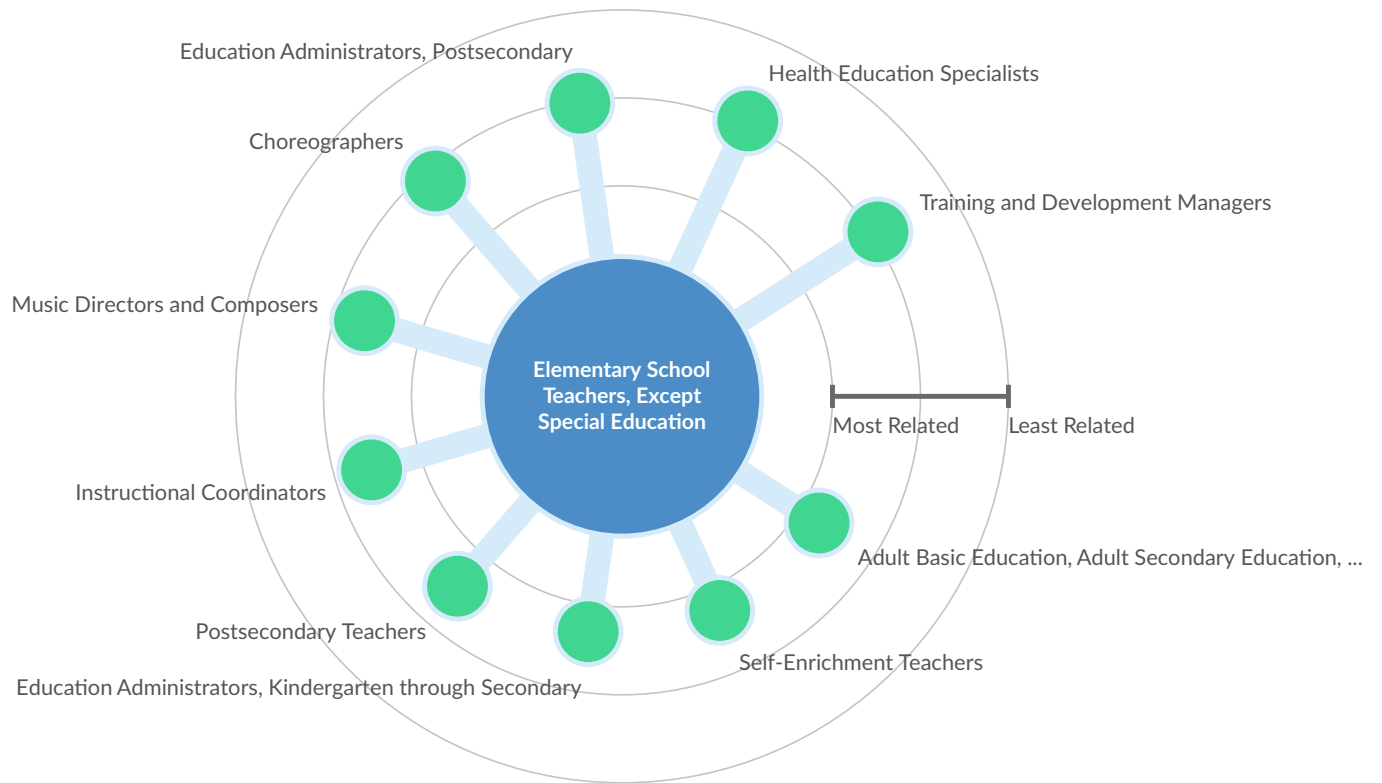 Education Administrators, Postsecondary
Health Education Specialists
Choreographers
Training and Development Managers
Music Directors and Composers
Elementary School
Teachers, Except
Special Education
Most Related
Least Related
Instructional Coordinators
Adult Basic Education, Adult Secondary Education, ...
Postsecondary Teachers
Self-Enrichment Teachers
Education Administrators, Kindergarten through Secondary